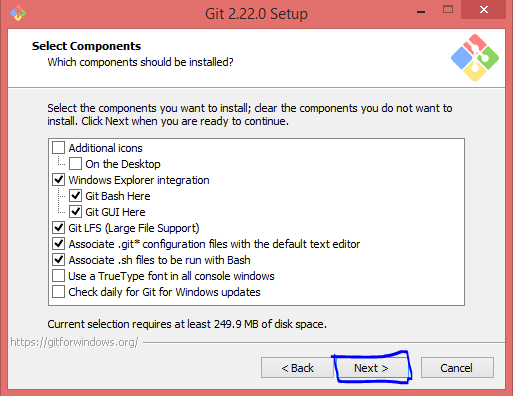 Git 2.22.0 Setup
Select Components
Which components should be installed?
Select the components you want to install; clear the components you do not want to
install. Click Next when you are ready to continue.
Additional icons
On the Desktop
Windows Explorer integration
Git Bash Here
Git GUI Here
Git LFS (Large File Support)
Associate .git* configuration files with the default text editor
Associate .sh files to be run with Bash
Use a TrueType font in all console windows
Check daily for Git for Windows updates
Current selection requires at least 249.9 MB of disk space.
https://gitforwindows.org/
< Back
Next >
Cancel